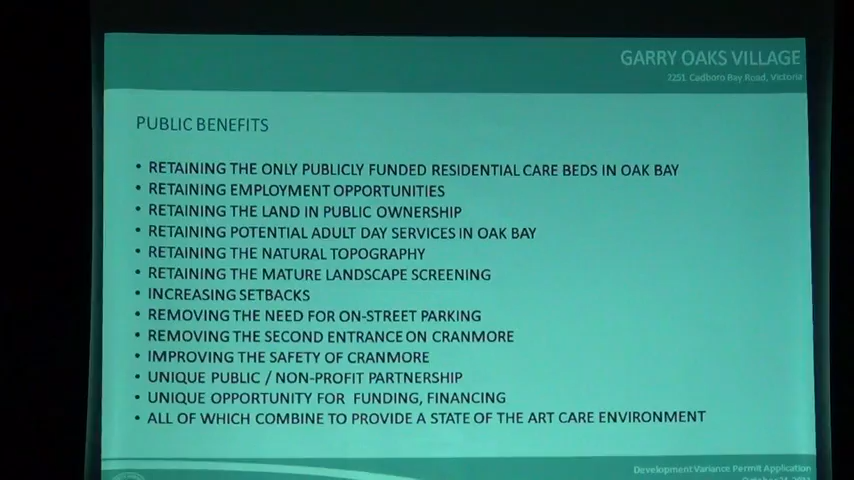 GARRY OAKS VILLAGE
2251 Cadboro Bay Road, Victoria
PUBLIC BENEFITS
• RETAINING THE ONLY PUBLICLY FUNDED RESIDENTIAL CARE BEDS IN OAK BAY
• RETAINING EMPLOYMENT OPPORTUNITIES
• RETAINING THE LAND IN PUBLIC OWNERSHIP
• RETAINING POTENTIAL ADULT DAY SERVICES IN OAK BAY
• RETAINING THE NATURAL TOPOGRAPHY
• RETAINING THE MATURE LANDSCAPE SCREENING
• INCREASING SETBACKS
• REMOVING THE NEED FOR ON-STREET PARKING
• REMOVING THE SECOND ENTRANCE ON CRANMORE
• IMPROVING THE SAFETY OF CRANMORE
• UNIQUE PUBLIC / NON-PROFIT PARTNERSHIP
• UNIQUE OPPORTUNITY FOR FUNDING, FINANCING
• ALL OF WHICH COMBINE TO PROVIDE A STATE OF THE ART CARE ENVIRONMENT
Development Variance Permit Application
October